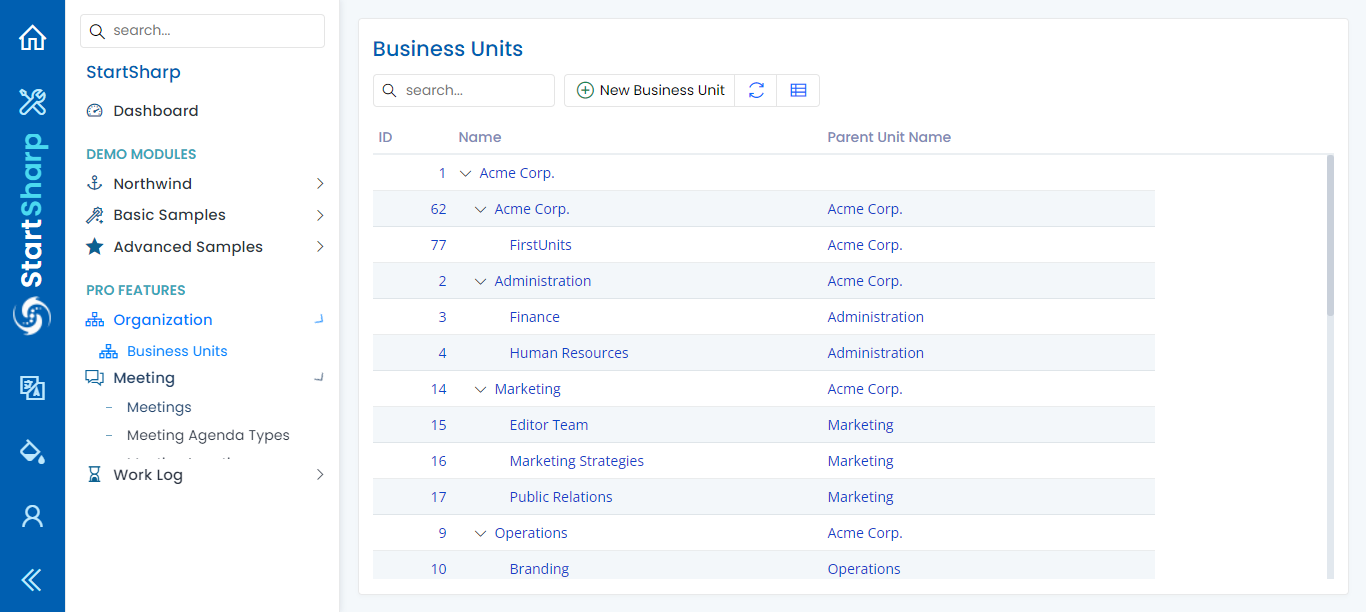 StartSharp
search...
StartSharp
Dashboard
DEMO MODULES
Northwind
Basic Samples
Advanced Samples
PRO FEATURES
Organization
Business Units
Meeting
Meetings
Meeting Agenda Types
Work Log
Business Units
search...
New Business Unit
ID Name Parent Unit Name
1 Acme Corp.
62 Acme Corp. Acme Corp.
77 FirstUnits Acme Corp.
2 Administration Acme Corp.
3 Finance Administration
4 Human Resources Administration
14 Marketing Acme Corp.
15 Editor Team Marketing
16 Marketing Strategies Marketing
17 Public Relations Marketing
9 Operations Acme Corp.
10 Branding Operations